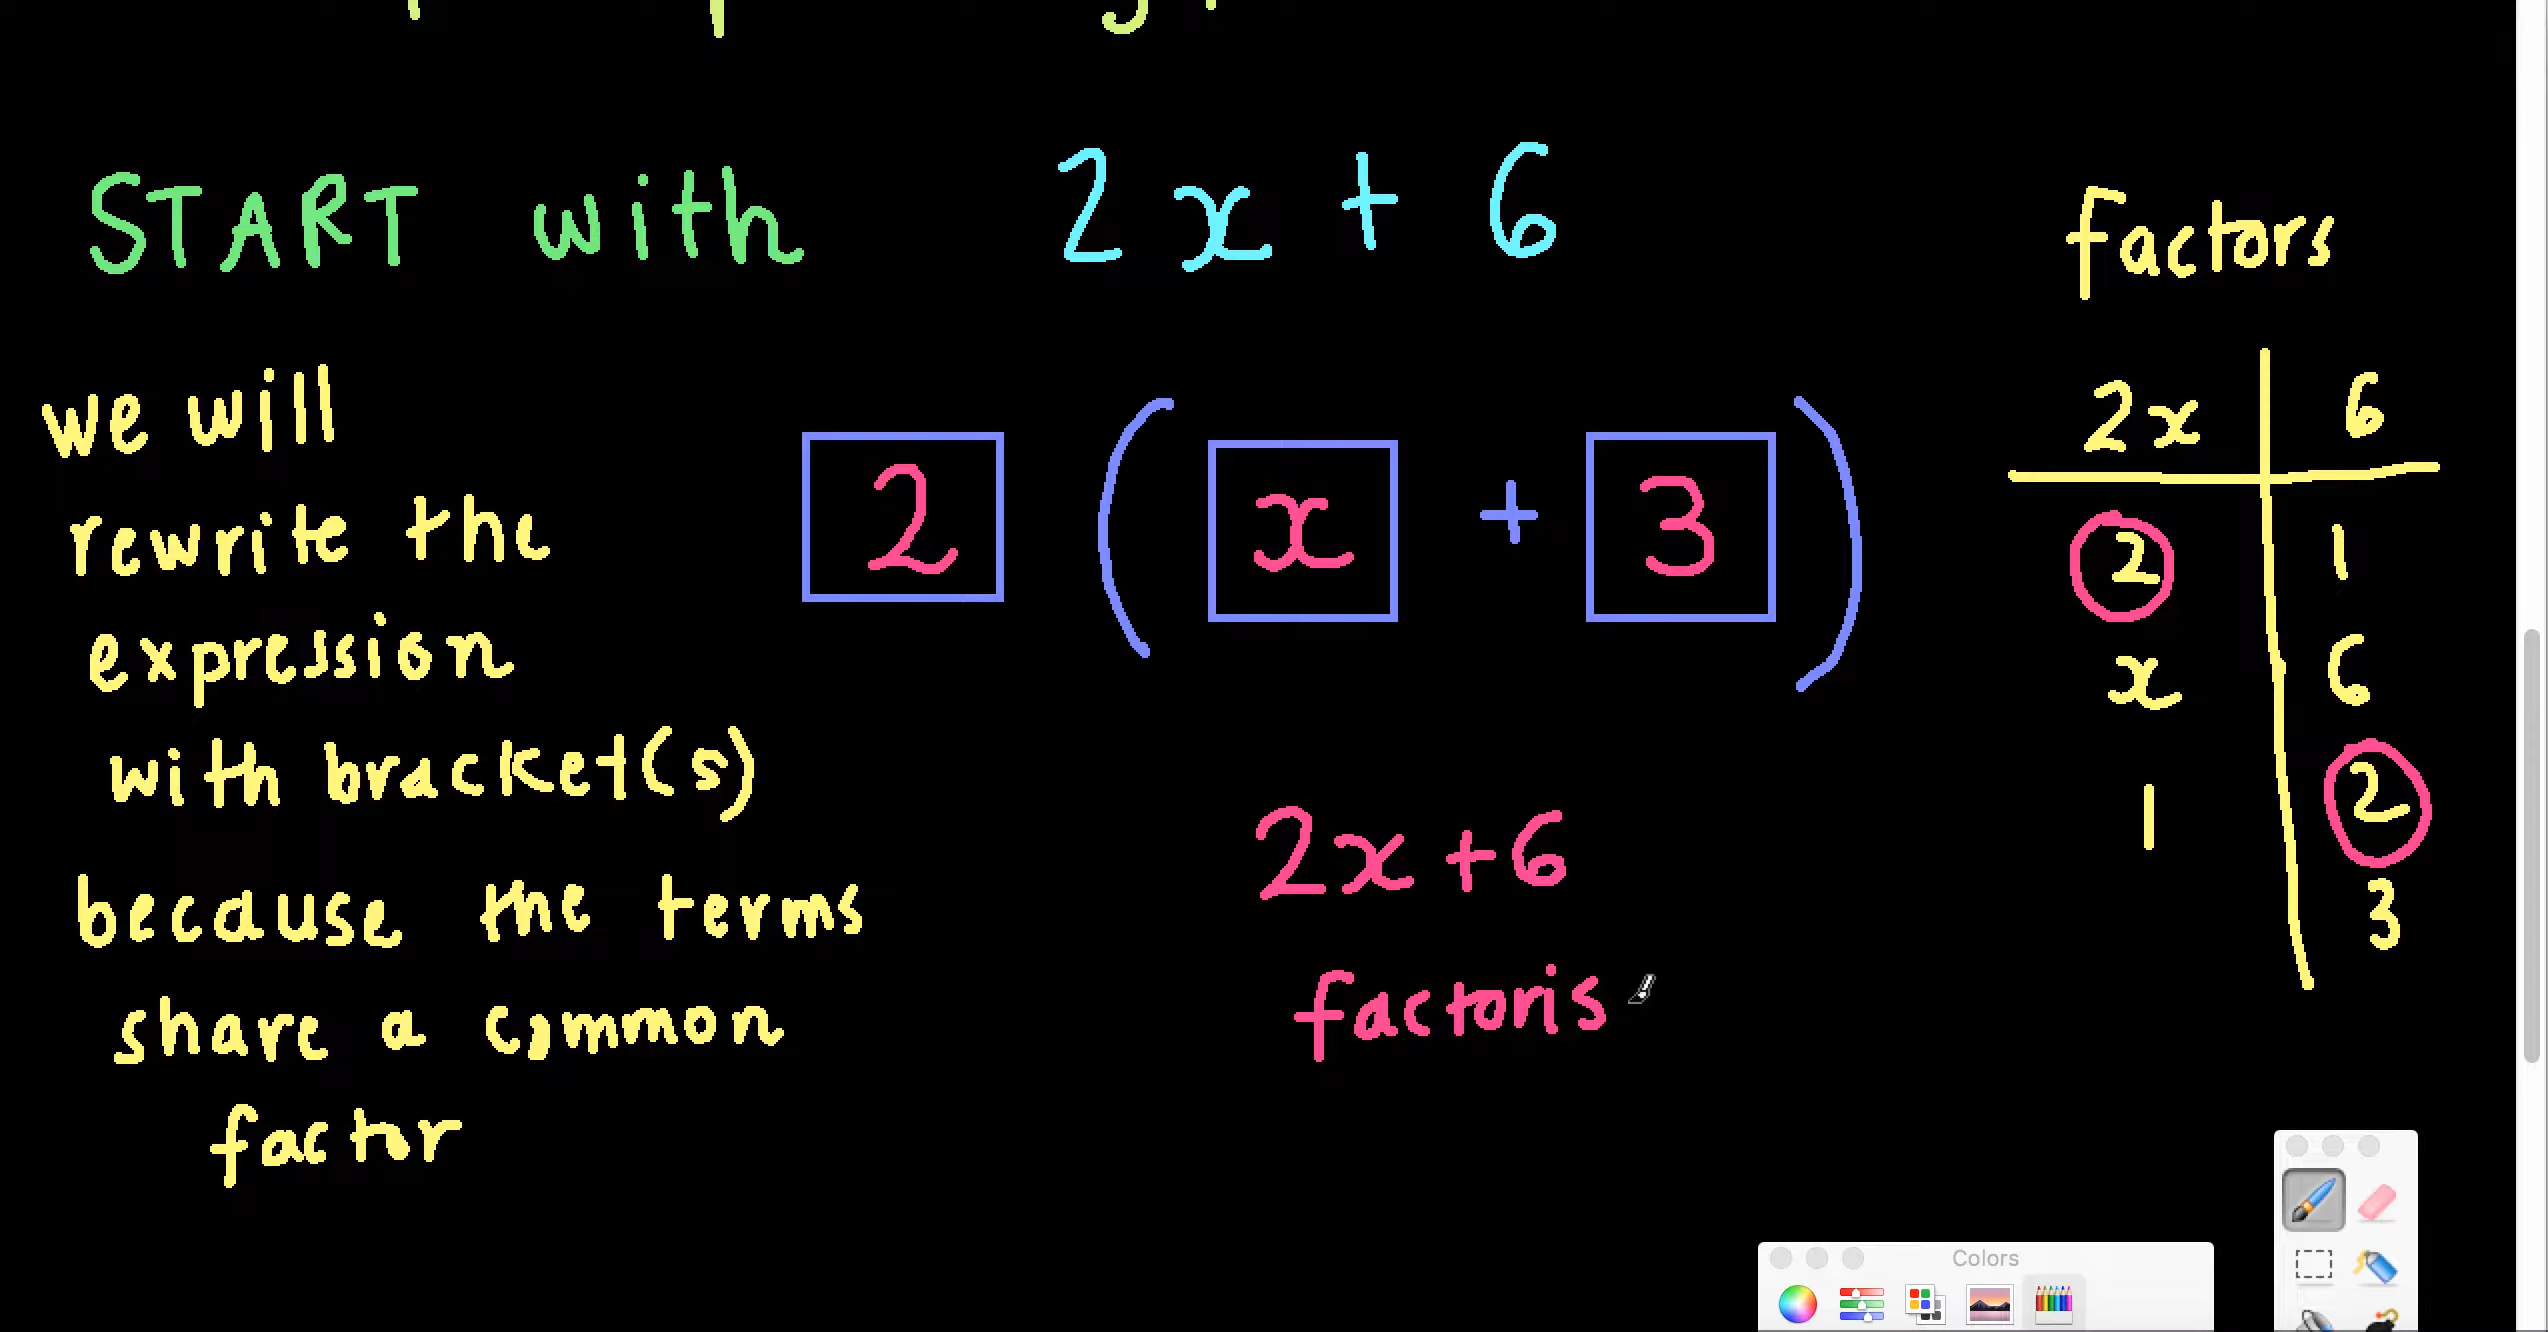 START with 2x + 6
we will
rewrite the
expression
with bracket(s)
because the terms
share a common
factor
2 ( x + 3 )
2x + 6
factoris
factors
2x 6
2 1
x 6
1 2
3
Colors